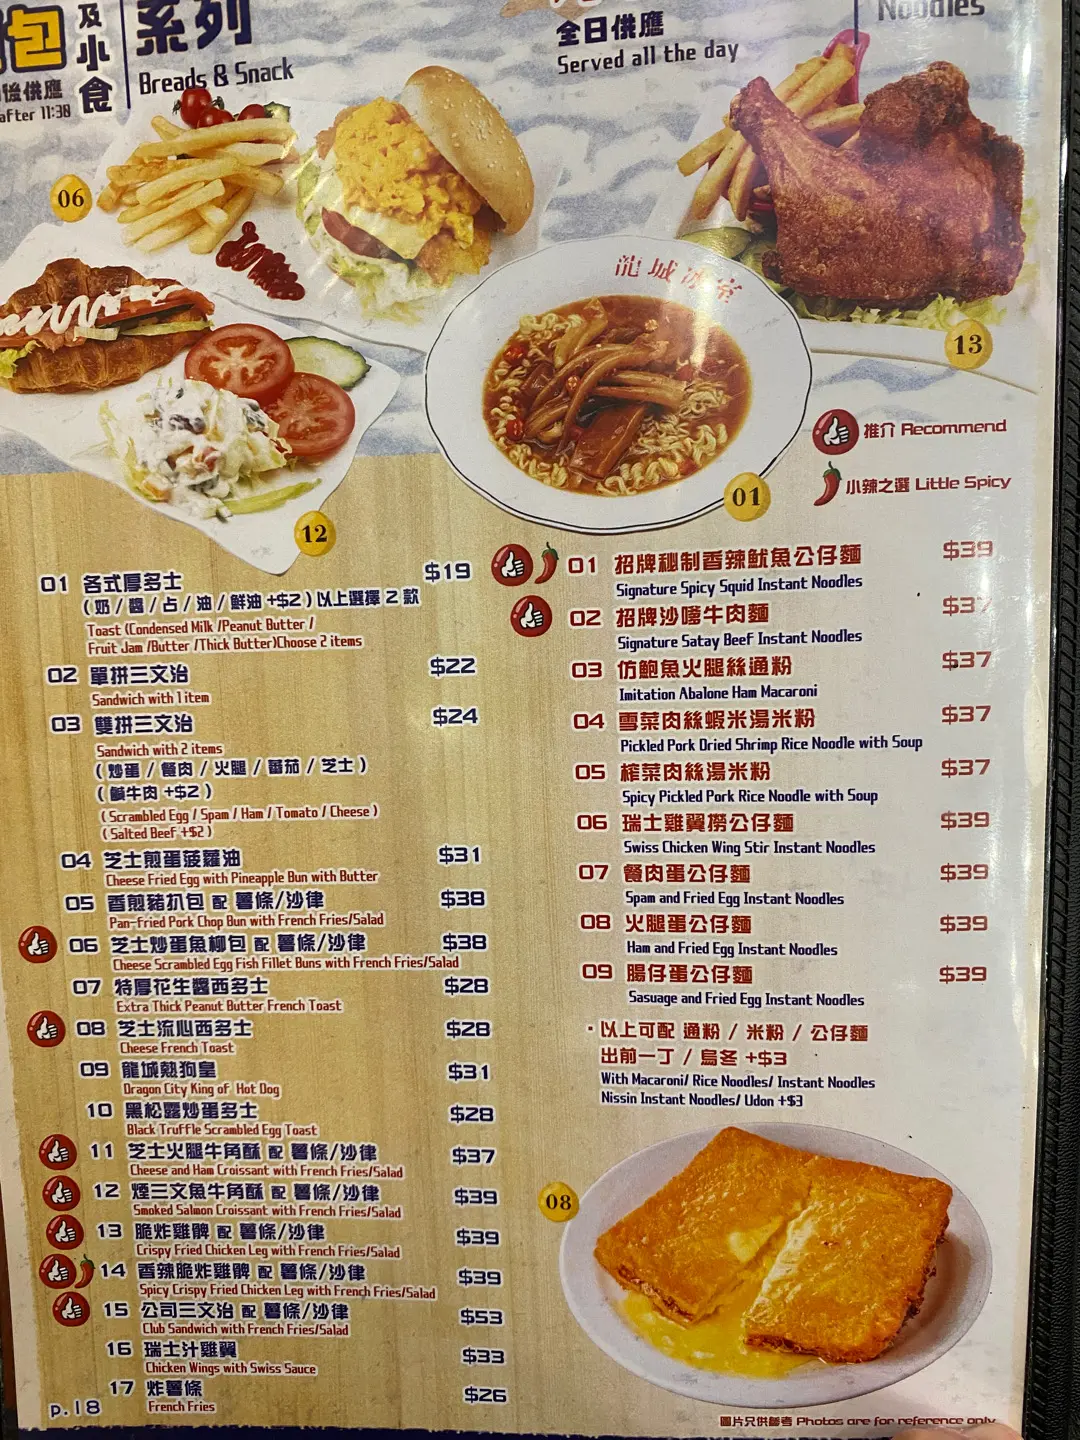 包 及小食
系列
Breads & Snack
後供應
after 11:30
全日供應
Served all the day
Noodles
06
12
龍城冰室
01
13
推介 Recommend
小辣之選 Little Spicy
01 各式厚多士 $19
(奶/醬/占/油/鮮油+$2)以上選擇 2 款
Toast (Condensed Milk /Peanut Butter /
Fruit Jam /Butter /Thick Butter)Choose 2 items
02 單拼三文治 $22
Sandwich with 1 item
03 雙拼三文治 $24
Sandwich with 2 items
(炒蛋/餐肉/火腿/蕃茄/芝士)
(鹹牛肉+$2)
(Scrambled Egg / Spam / Ham / Tomato / Cheese)
(Salted Beef +$2)
04 芝士煎蛋菠蘿油 $31
Cheese Fried Egg with Pineapple Bun with Butter
05 香煎豬扒包 配 薯條/沙律 $38
Pan-Fried Pork Chop Bun with French Fries/Salad
06 芝士炒蛋魚柳包 配 薯條/沙律 $38
Cheese Scrambled Egg Fish Fillet Buns with French Fries/Salad
07 特厚花生醬西多士 $28
Extra Thick Peanut Butter French Toast
08 芝士流心西多士 $28
Cheese French Toast
09 龍城熱狗皇 $31
Dragon City King of Hot Dog
10 黑松露炒蛋多士 $28
Black Truffle Scrambled Egg Toast
11 芝士火腿牛角酥 配 薯條/沙律 $37
Cheese and Ham Croissant with French Fries/Salad
12 煙三文魚牛角酥 配 薯條/沙律 $39
Smoked Salmon Croissant with French Fries/Salad
13 脆炸雞髀 配 薯條/沙律 $39
Crispy Fried Chicken Leg with French Fries/Salad
14 香辣脆炸雞髀 配 薯條/沙律 $39
Spicy Crispy Fried Chicken Leg with French Fries/Salad
15 公司三文治 配 薯條/沙律 $53
Club Sandwich with French Fries/Salad
16 瑞士汁雞翼 $33
Chicken Wings with Swiss Sauce
17 炸薯條 $26
French Fries
p.18
01 招牌秘制香辣魷魚公仔麵 $39
Signature Spicy Squid Instant Noodles
02 招牌沙嗲牛肉麵 $37
Signature Satay Beef Instant Noodles
03 仿鮑魚火腿絲通粉 $37
Imitation Abalone Ham Macaroni
04 雪菜肉絲蝦米湯米粉 $37
Pickled Pork Dried Shrimp Rice Noodle with Soup
05 榨菜肉絲湯米粉 $37
Spicy Pickled Pork Rice Noodle with Soup
06 瑞士雞翼撈公仔麵 $39
Swiss Chicken Wing Stir Instant Noodles
07 餐肉蛋公仔麵 $39
Spam and Fried Egg Instant Noodles
08 火腿蛋公仔麵 $39
Ham and Fried Egg Instant Noodles
09 腸仔蛋公仔麵 $39
Sasuage and Fried Egg Instant Noodles
·以上可配 通粉 / 米粉 / 公仔麵
出前一丁 / 烏冬 +$3
With Macaroni/ Rice Noodles/ Instant Noodles
Nissin Instant Noodles/ Udon +$3
08
圖片只供參考 Photos are for reference only